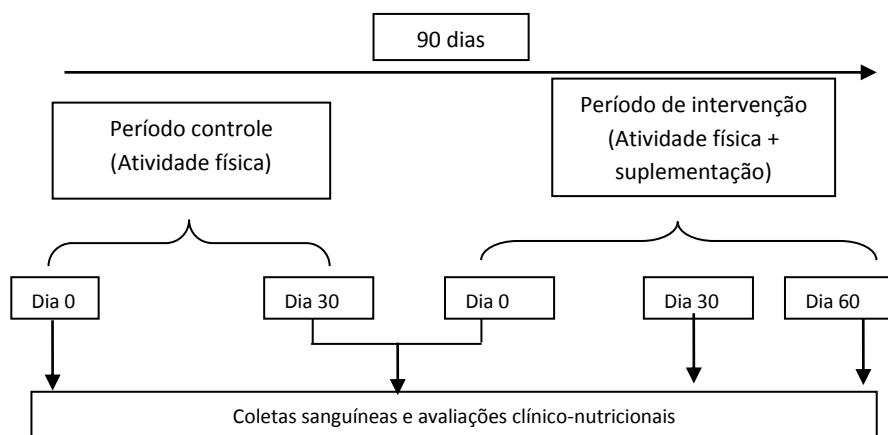 90 dias
Período controle
(Atividade física)
Período de intervenção
(Atividade física +
suplementação)
Dia 0
Dia 30
Dia 0
Dia 30
Dia 60
Coletas sanguíneas e avaliações clínico-nutricionais